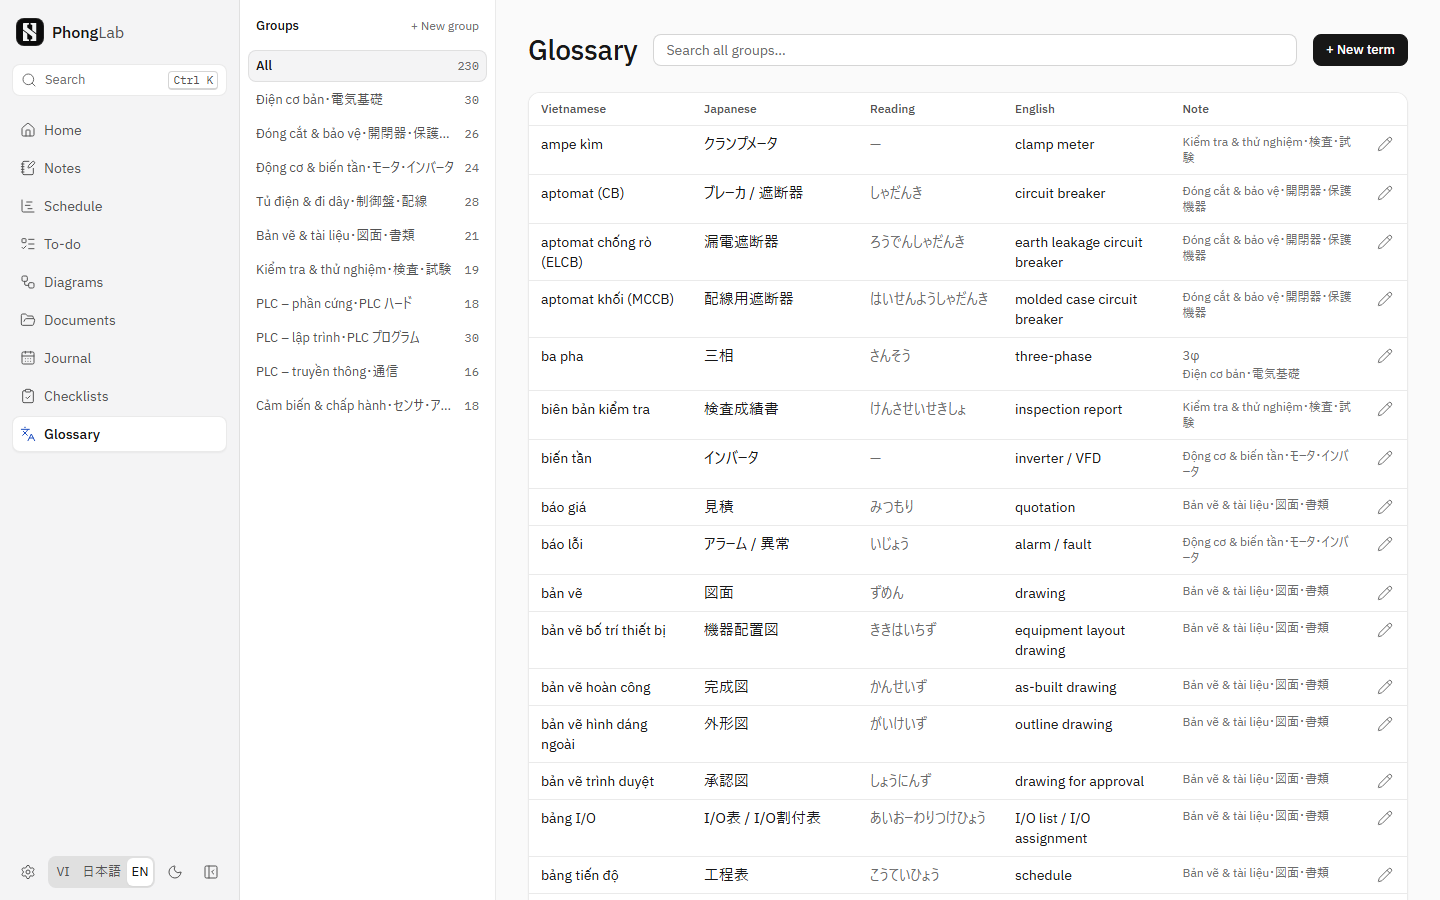 PhongLab
Search
Ctrl K
Home
Notes
Schedule
To-do
Diagrams
Documents
Journal
Checklists
Glossary
VI 日本語 EN
Groups
+ New group
All 230
Điện cơ bản・電気基礎 30
Đóng cắt & bảo vệ・開閉器・保護… 26
Động cơ & biến tần・モータ・インバータ 24
Tủ điện & đi dây・制御盤・配線 28
Bản vẽ & tài liệu・図面・書類 21
Kiểm tra & thử nghiệm・検査・試験 19
PLC – phần cứng・PLC ハード 18
PLC – lập trình・PLC プログラム 30
PLC – truyền thông・通信 16
Cảm biến & chấp hành・センサ・ア… 18
Glossary
Search all groups...
+ New term
Vietnamese Japanese Reading English Note
ampe kìm クランプメータ — clamp meter Kiểm tra & thử nghiệm・検査・試
験
aptomat (CB) ブレーカ / 遮断器 しゃだんき circuit breaker Đóng cắt & bảo vệ・開閉器・保護
機器
aptomat chống rò 漏電遮断器 ろうでんしゃだんき earth leakage circuit Đóng cắt & bảo vệ・開閉器・保護
(ELCB) breaker 機器
aptomat khối (MCCB) 配線用遮断器 はいせんようしゃだんき molded case circuit Đóng cắt & bảo vệ・開閉器・保護
breaker 機器
ba pha 三相 さんそう three-phase 3φ
Điện cơ bản・電気基礎
biên bản kiểm tra 検査成績書 けんさせいせきしょ inspection report Kiểm tra & thử nghiệm・検査・試
験
biến tần インバータ — inverter / VFD Động cơ & biến tần・モータ・インバ
ータ
báo giá 見積 みつもり quotation Bản vẽ & tài liệu・図面・書類
báo lỗi アラーム / 異常 いじょう alarm / fault Động cơ & biến tần・モータ・インバ
ータ
bản vẽ 図面 ずめん drawing Bản vẽ & tài liệu・図面・書類
bản vẽ bố trí thiết bị 機器配置図 ききはいちず equipment layout Bản vẽ & tài liệu・図面・書類
drawing
bản vẽ hoàn công 完成図 かんせいず as-built drawing Bản vẽ & tài liệu・図面・書類
bản vẽ hình dáng 外形図 がいけいず outline drawing Bản vẽ & tài liệu・図面・書類
ngoài
bản vẽ trình duyệt 承認図 しょうにんず drawing for approval Bản vẽ & tài liệu・図面・書類
bảng I/O I/O表 / I/O割付表 あいおーわりつけひょう I/O list / I/O Bản vẽ & tài liệu・図面・書類
assignment
bảng tiến độ 工程表 こうていひょう schedule Bản vẽ & tài liệu・図面・書類